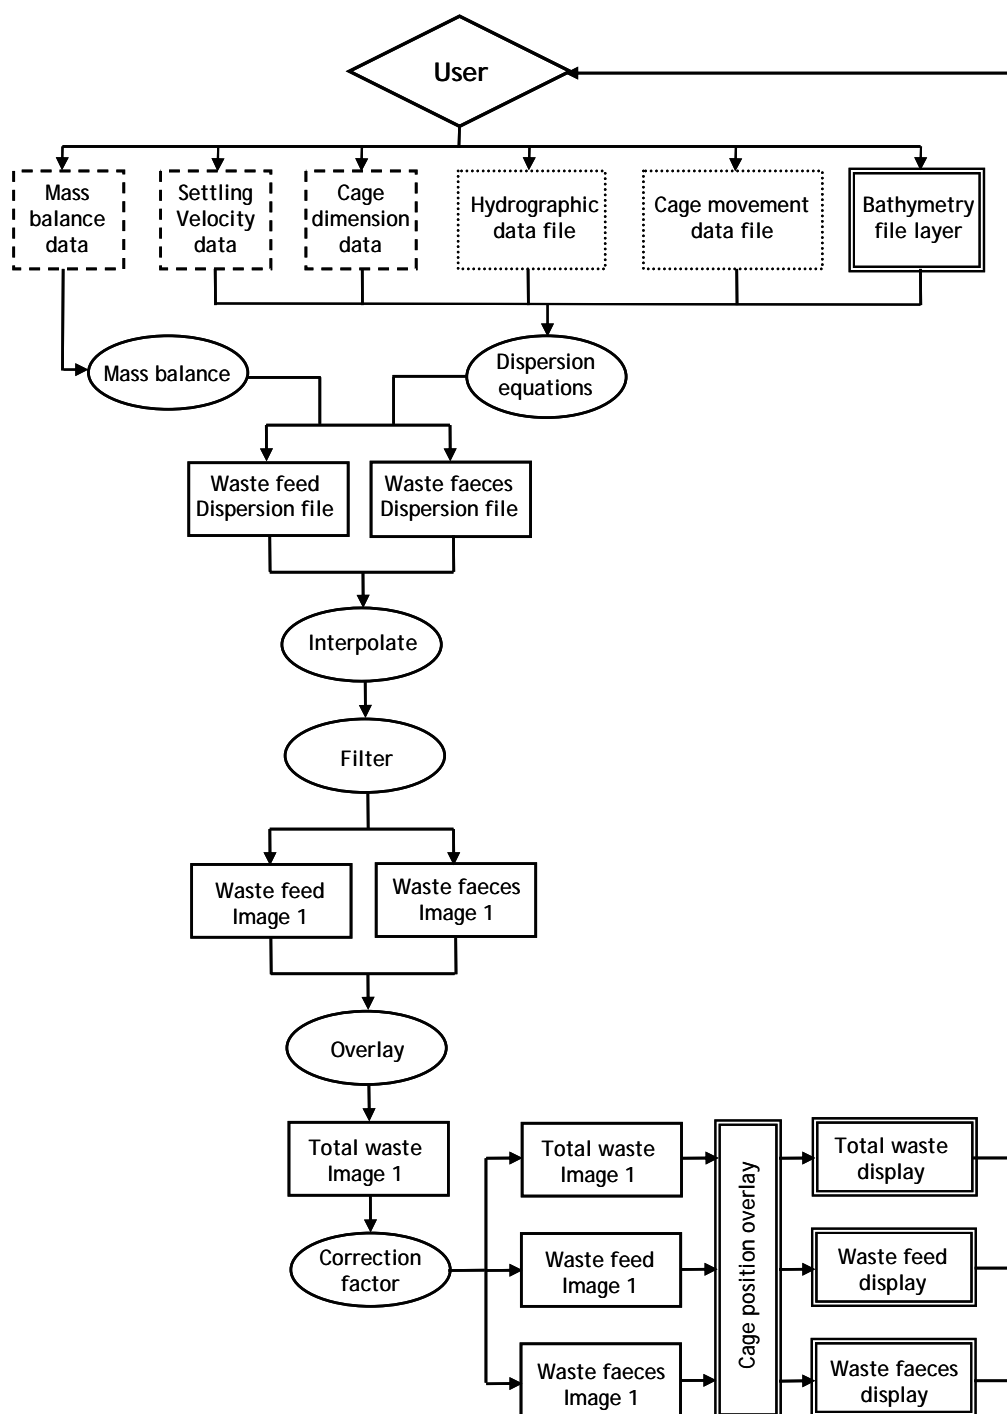 User
Mass
balance
data
Settling
Velocity
data
Cage
dimension
data
Hydrographic
data file
Cage movement
data file
Bathymetry
file layer
Mass balance
Dispersion
equations
Waste feed
Dispersion file
Waste faeces
Dispersion file
Interpolate
Filter
Waste feed
Image 1
Waste faeces
Image 1
Overlay
Total waste
Image 1
Correction
factor
Total waste
Image 1
Waste feed
Image 1
Waste faeces
Image 1
Cage position overlay
Total waste
display
Waste feed
display
Waste faeces
display